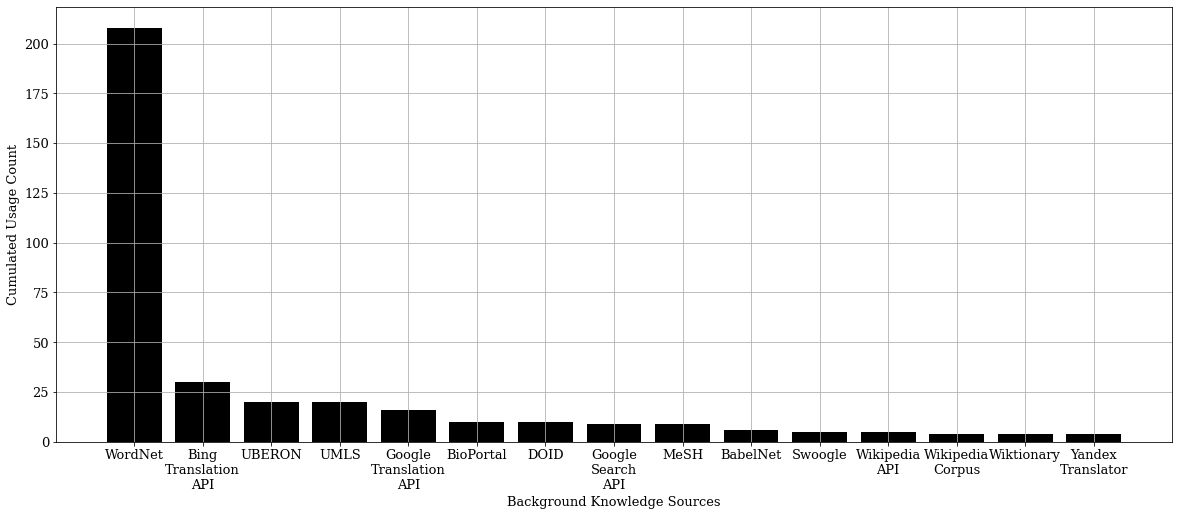 Cumulated Usage Count
200
175
150
125
100
75
50
25
0
WordNet
Bing
Translation
API
UBERON
UMLS
Google
Translation
API
BioPortal
DOID
Google
Search
API
MeSH
BabelNet
Swoogle
Wikipedia
API
Wikipedia
Corpus
Wiktionary
Yandex
Translator
Background Knowledge Sources